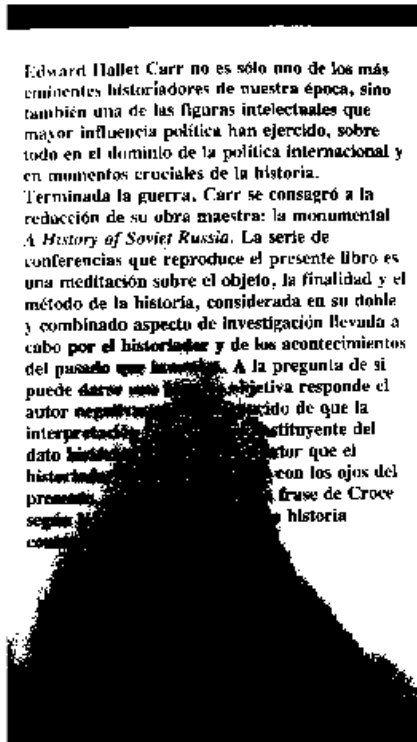 Edward Hallet Carr no es sólo uno de los más
eminentes historiadores de nuestra época, sino
también una de las figuras intelectuales que
mayor influencia política han ejercido, sobre
todo en el dominio de la política internacional y
en momentos cruciales de la historia.
Terminada la guerra, Carr se consagró a la
redacción de su obra maestra: la monumental
A History of Soviet Russia. La serie de
conferencias que reproduce el presente libro es
una meditación sobre el objeto, la finalidad y el
método de la historia, considerada en su doble
y combinado aspecto de investigación llevada a
cabo por el historiador y de los acontecimientos
del pasado que A la pregunta de si
puede darse una objetiva responde el
autor de que la
interpretación
dato que el
con los ojos del
frase de Croce
según historia